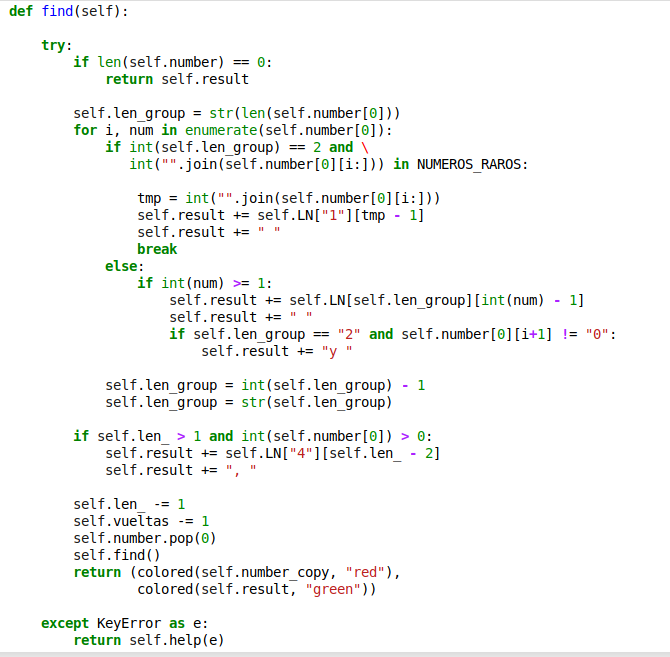 def find(self):
    try:
        if len(self.number) == 0:
            return self.result
        self.len_group = str(len(self.number[0]))
        for i, num in enumerate(self.number[0]):
            if int(self.len_group) == 2 and \
               int("".join(self.number[0][i:])) in NUMEROS_RAROS:
                tmp = int("".join(self.number[0][i:]))
                self.result += self.LN["1"][tmp - 1]
                self.result += " "
                break
            else:
                if int(num) >= 1:
                    self.result += self.LN[self.len_group][int(num) - 1]
                    self.result += " "
                    if self.len_group == "2" and self.number[0][i+1] != "0":
                        self.result += "y "
            self.len_group = int(self.len_group) - 1
            self.len_group = str(self.len_group)
        if self.len_ > 1 and int(self.number[0]) > 0:
            self.result += self.LN["4"][self.len_ - 2]
            self.result += ", "
        self.len_ -= 1
        self.vueltas -= 1
        self.number.pop(0)
        self.find()
        return (colored(self.number_copy, "red"),
                colored(self.result, "green"))
    except KeyError as e:
        return self.help(e)